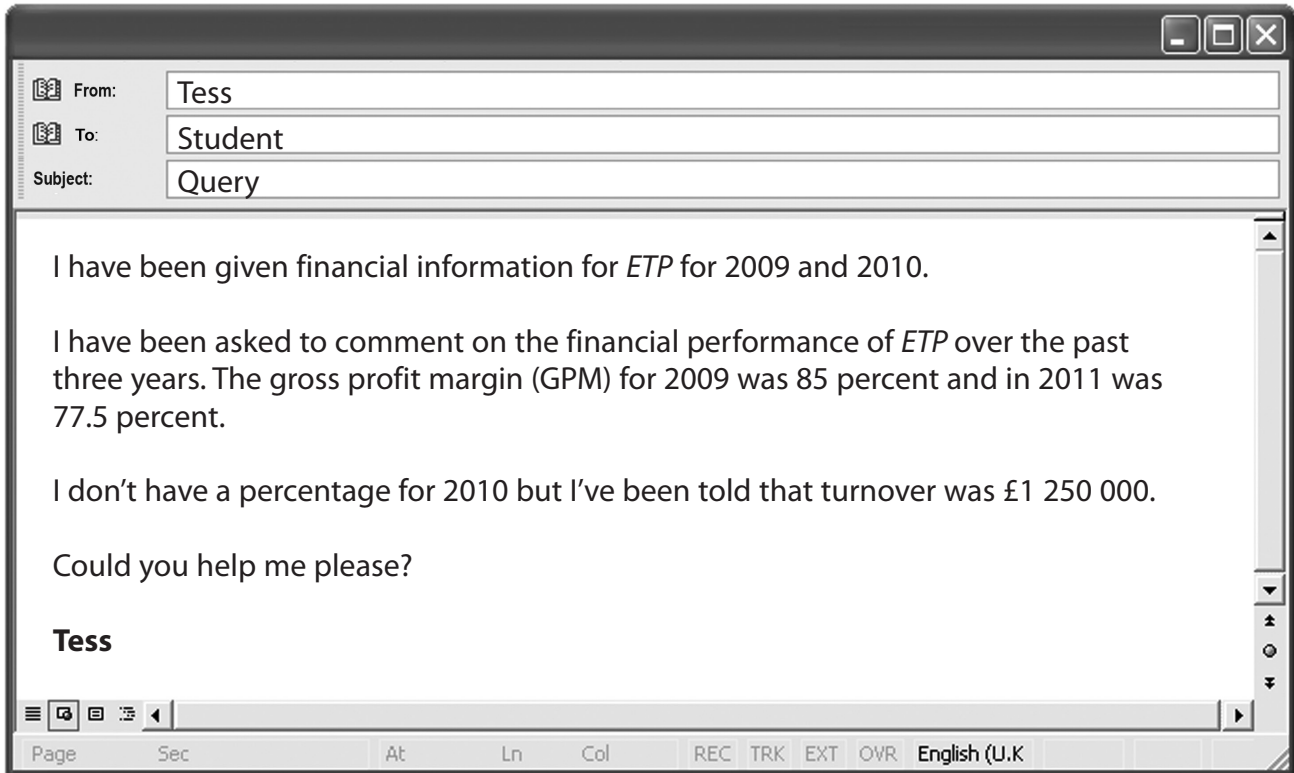 From: Tess
To: Student
Subject: Query
I have been given financial information for ETP for 2009 and 2010.
I have been asked to comment on the financial performance of ETP over the past
three years. The gross profit margin (GPM) for 2009 was 85 percent and in 2011 was
77.5 percent.
I don’t have a percentage for 2010 but I’ve been told that turnover was £1 250 000.
Could you help me please?
Tess
Page Sec At Ln Col REC TRK EXT OVR English (U.K